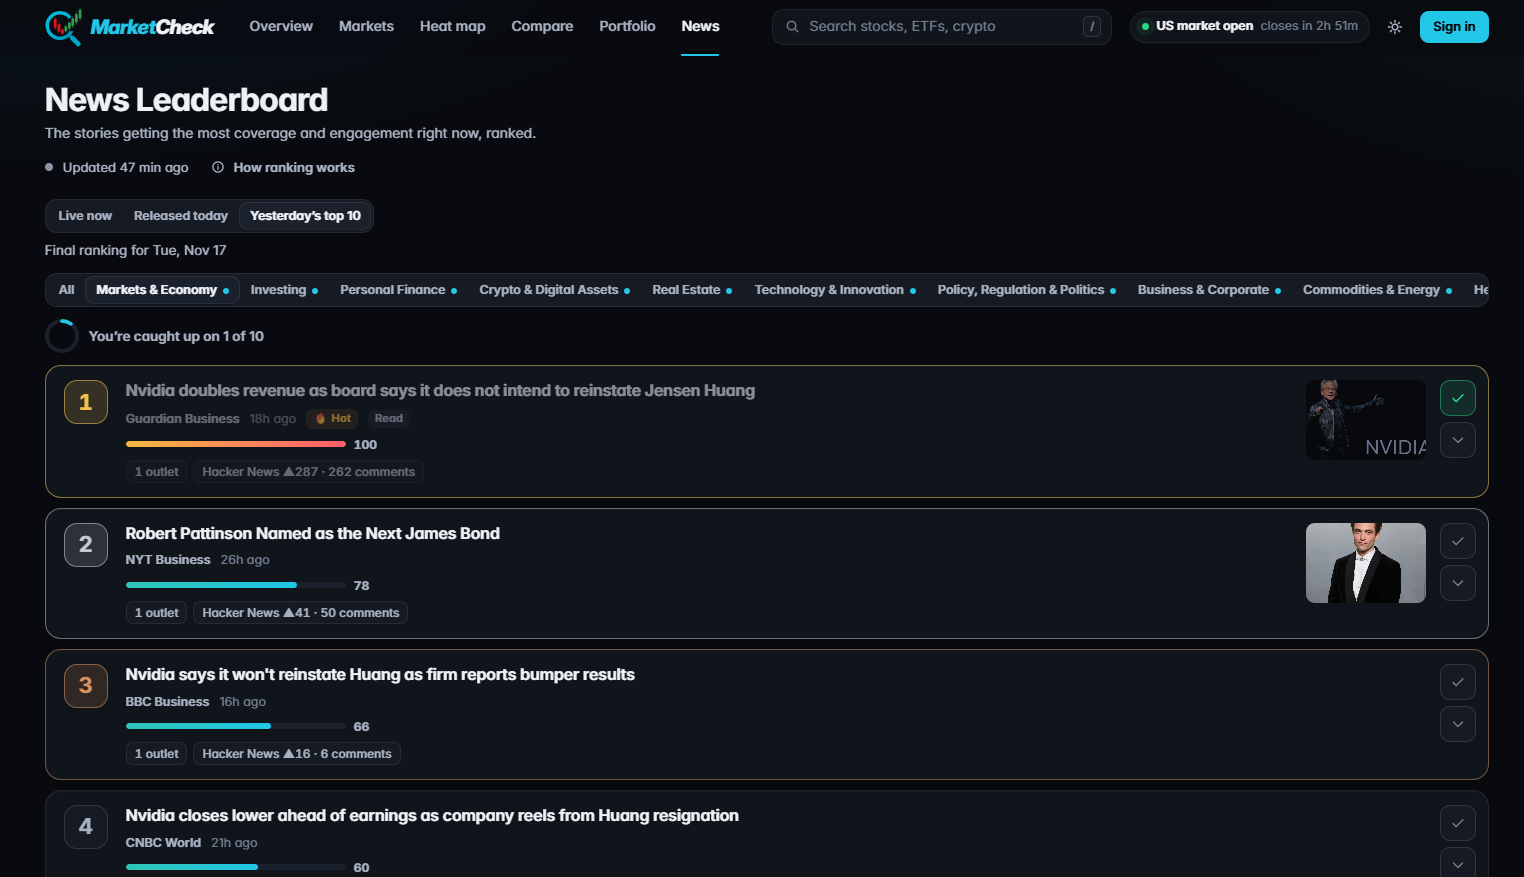 MarketCheck
Overview
Markets
Heat map
Compare
Portfolio
News
Search stocks, ETFs, crypto
/
US market open closes in 2h 51m
Sign in
News Leaderboard
The stories getting the most coverage and engagement right now, ranked.
Updated 47 min ago
How ranking works
Live now
Released today
Yesterday's top 10
Final ranking for Tue, Nov 17
All
Markets & Economy
Investing
Personal Finance
Crypto & Digital Assets
Real Estate
Technology & Innovation
Policy, Regulation & Politics
Business & Corporate
Commodities & Energy
He
You're caught up on 1 of 10
1
Nvidia doubles revenue as board says it does not intend to reinstate Jensen Huang
Guardian Business 18h ago Hot Read
100
1 outlet
Hacker News ▲287 · 262 comments
NVIDIA
2
Robert Pattinson Named as the Next James Bond
NYT Business 26h ago
78
1 outlet
Hacker News ▲41 · 50 comments
3
Nvidia says it won't reinstate Huang as firm reports bumper results
BBC Business 16h ago
66
1 outlet
Hacker News ▲16 · 6 comments
4
Nvidia closes lower ahead of earnings as company reels from Huang resignation
CNBC World 21h ago
60